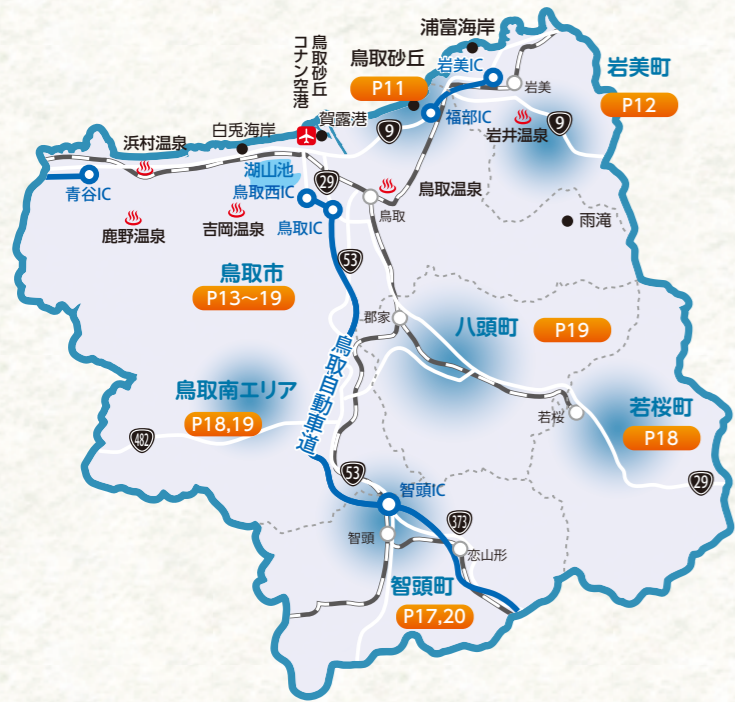 浦富海岸
鳥取砂丘
コナン空港
鳥取砂丘
P11
岩美IC
岩美
岩美町
P12
賀露港
9
福部IC
岩井温泉
9
白兎海岸
浜村温泉
湖山池
29
青谷IC
鳥取西IC
鳥取温泉
鳥取
鹿野温泉
吉岡温泉
鳥取IC
雨滝
53
鳥取市
P13～19
郡家
八頭町
P19
鳥取自動車道
鳥取南エリア
P18,19
若桜
若桜町
P18
482
53
29
智頭IC
373
智頭
恋山形
智頭町
P17,20